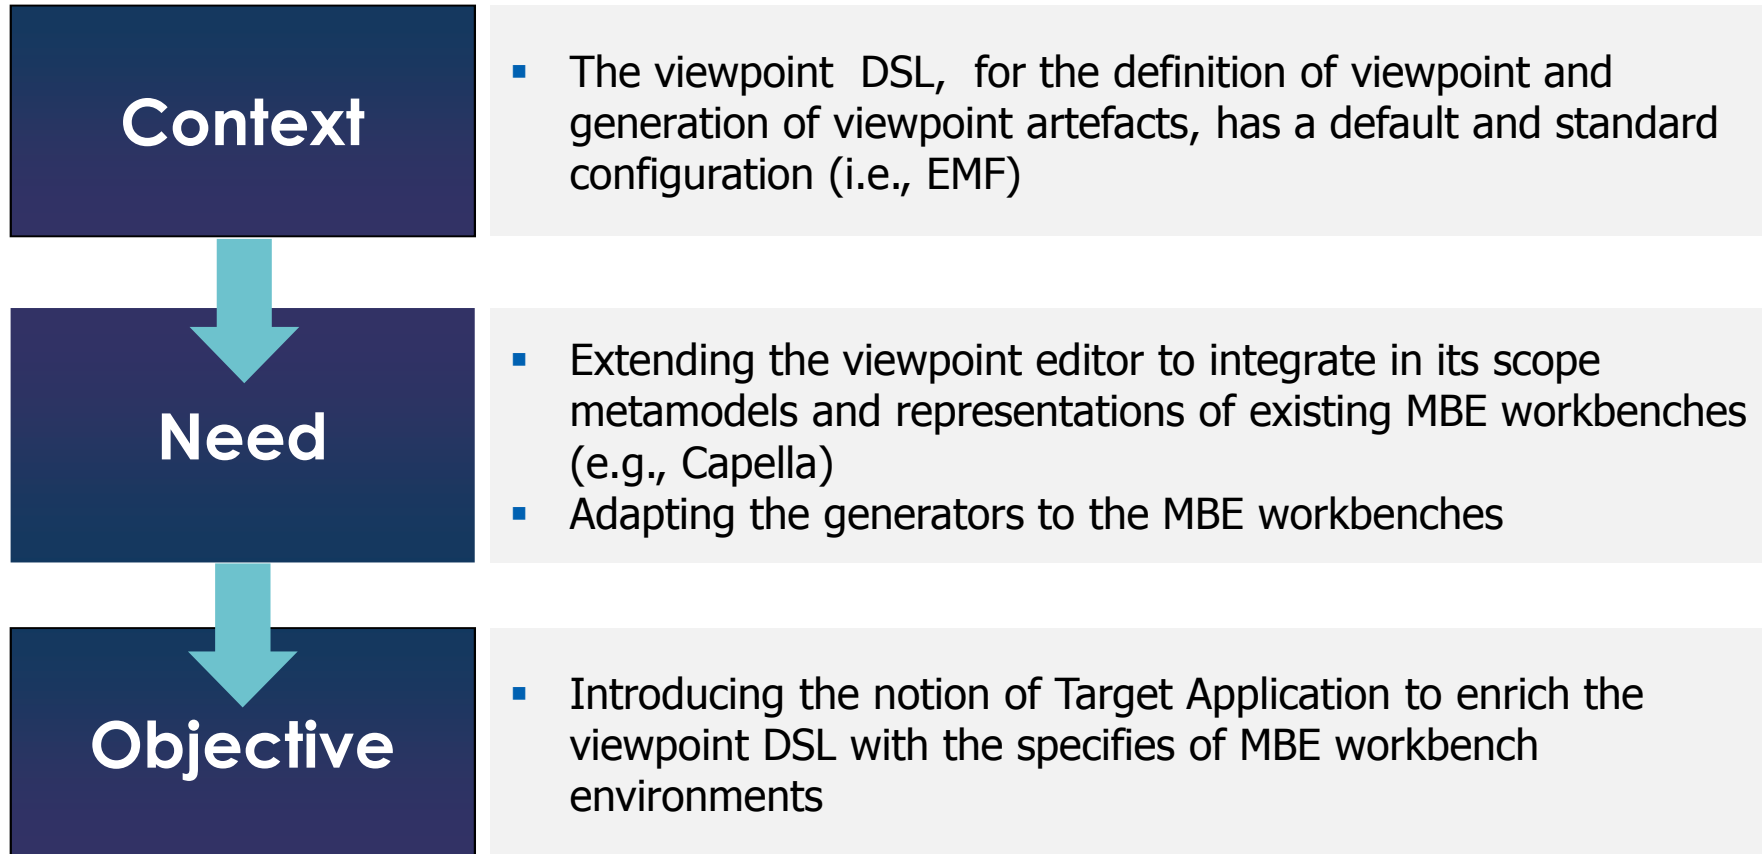 Context
▪ The viewpoint  DSL,  for the definition of viewpoint and
generation of viewpoint artefacts, has a default and standard
configuration (i.e., EMF)
Need
▪ Extending the viewpoint editor to integrate in its scope
metamodels and representations of existing MBE workbenches
(e.g., Capella)
▪ Adapting the generators to the MBE workbenches
Objective
▪ Introducing the notion of Target Application to enrich the
viewpoint DSL with the specifies of MBE workbench
environments